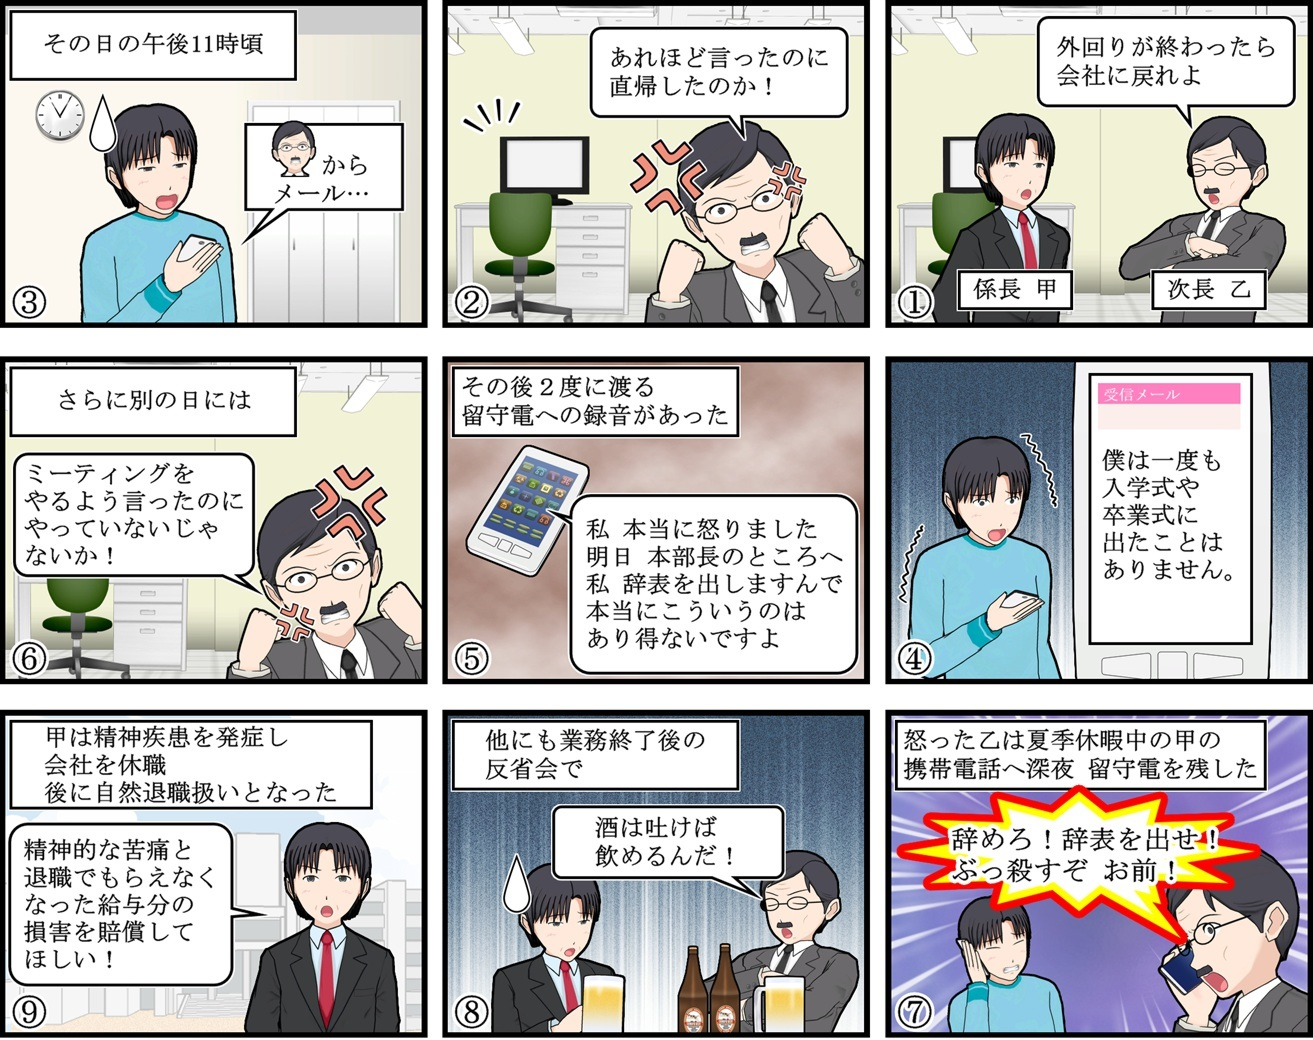 外回りが終わったら
会社に戻れよ
係長 甲
次長 乙
①
あれほど言ったのに
直帰したのか！
②
その日の午後11時頃
から
メール…
③
受信メール
僕は一度も
入学式や
卒業式に
出たことは
ありません。
④
その後２度に渡る
留守電への録音があった
私 本当に怒りました
明日 本部長のところへ
私 辞表を出しますんで
本当にこういうのは
あり得ないですよ
⑤
さらに別の日には
ミーティングを
やるよう言ったのに
やっていないじゃ
ないか！
⑥
怒った乙は夏季休暇中の甲の
携帯電話へ深夜 留守電を残した
辞めろ！辞表を出せ！
ぶっ殺すぞ お前！
⑦
他にも業務終了後の
反省会で
酒は吐けば
飲めるんだ！
⑧
甲は精神疾患を発症し
会社を休職
後に自然退職扱いとなった
精神的な苦痛と
退職でもらえなく
なった給与分の
損害を賠償して
ほしい！
⑨